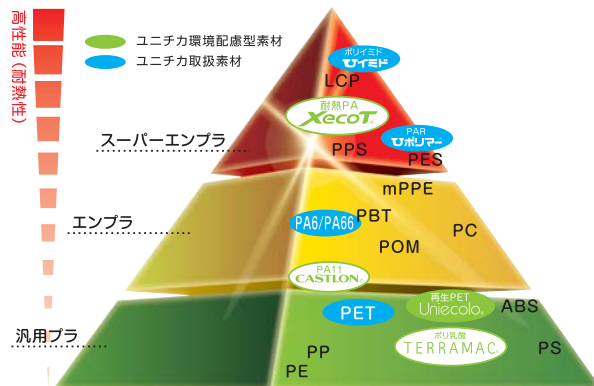 高性能(耐熱性)
ユニチカ環境配慮型素材
ユニチカ取扱素材
ポリイミド
Uイミド
LCP
耐熱PA
XecoT®
スーパーエンプラ
PPS
PAR
Uポリマー®
PES
mPPE
エンプラ
PA6/PA66
PBT
PC
POM
PA11
CASTLON®
再生PET
Uniecolo®
ABS
PET
汎用プラ
ポリ乳酸
TERRAMAC®
PP
PS
PE